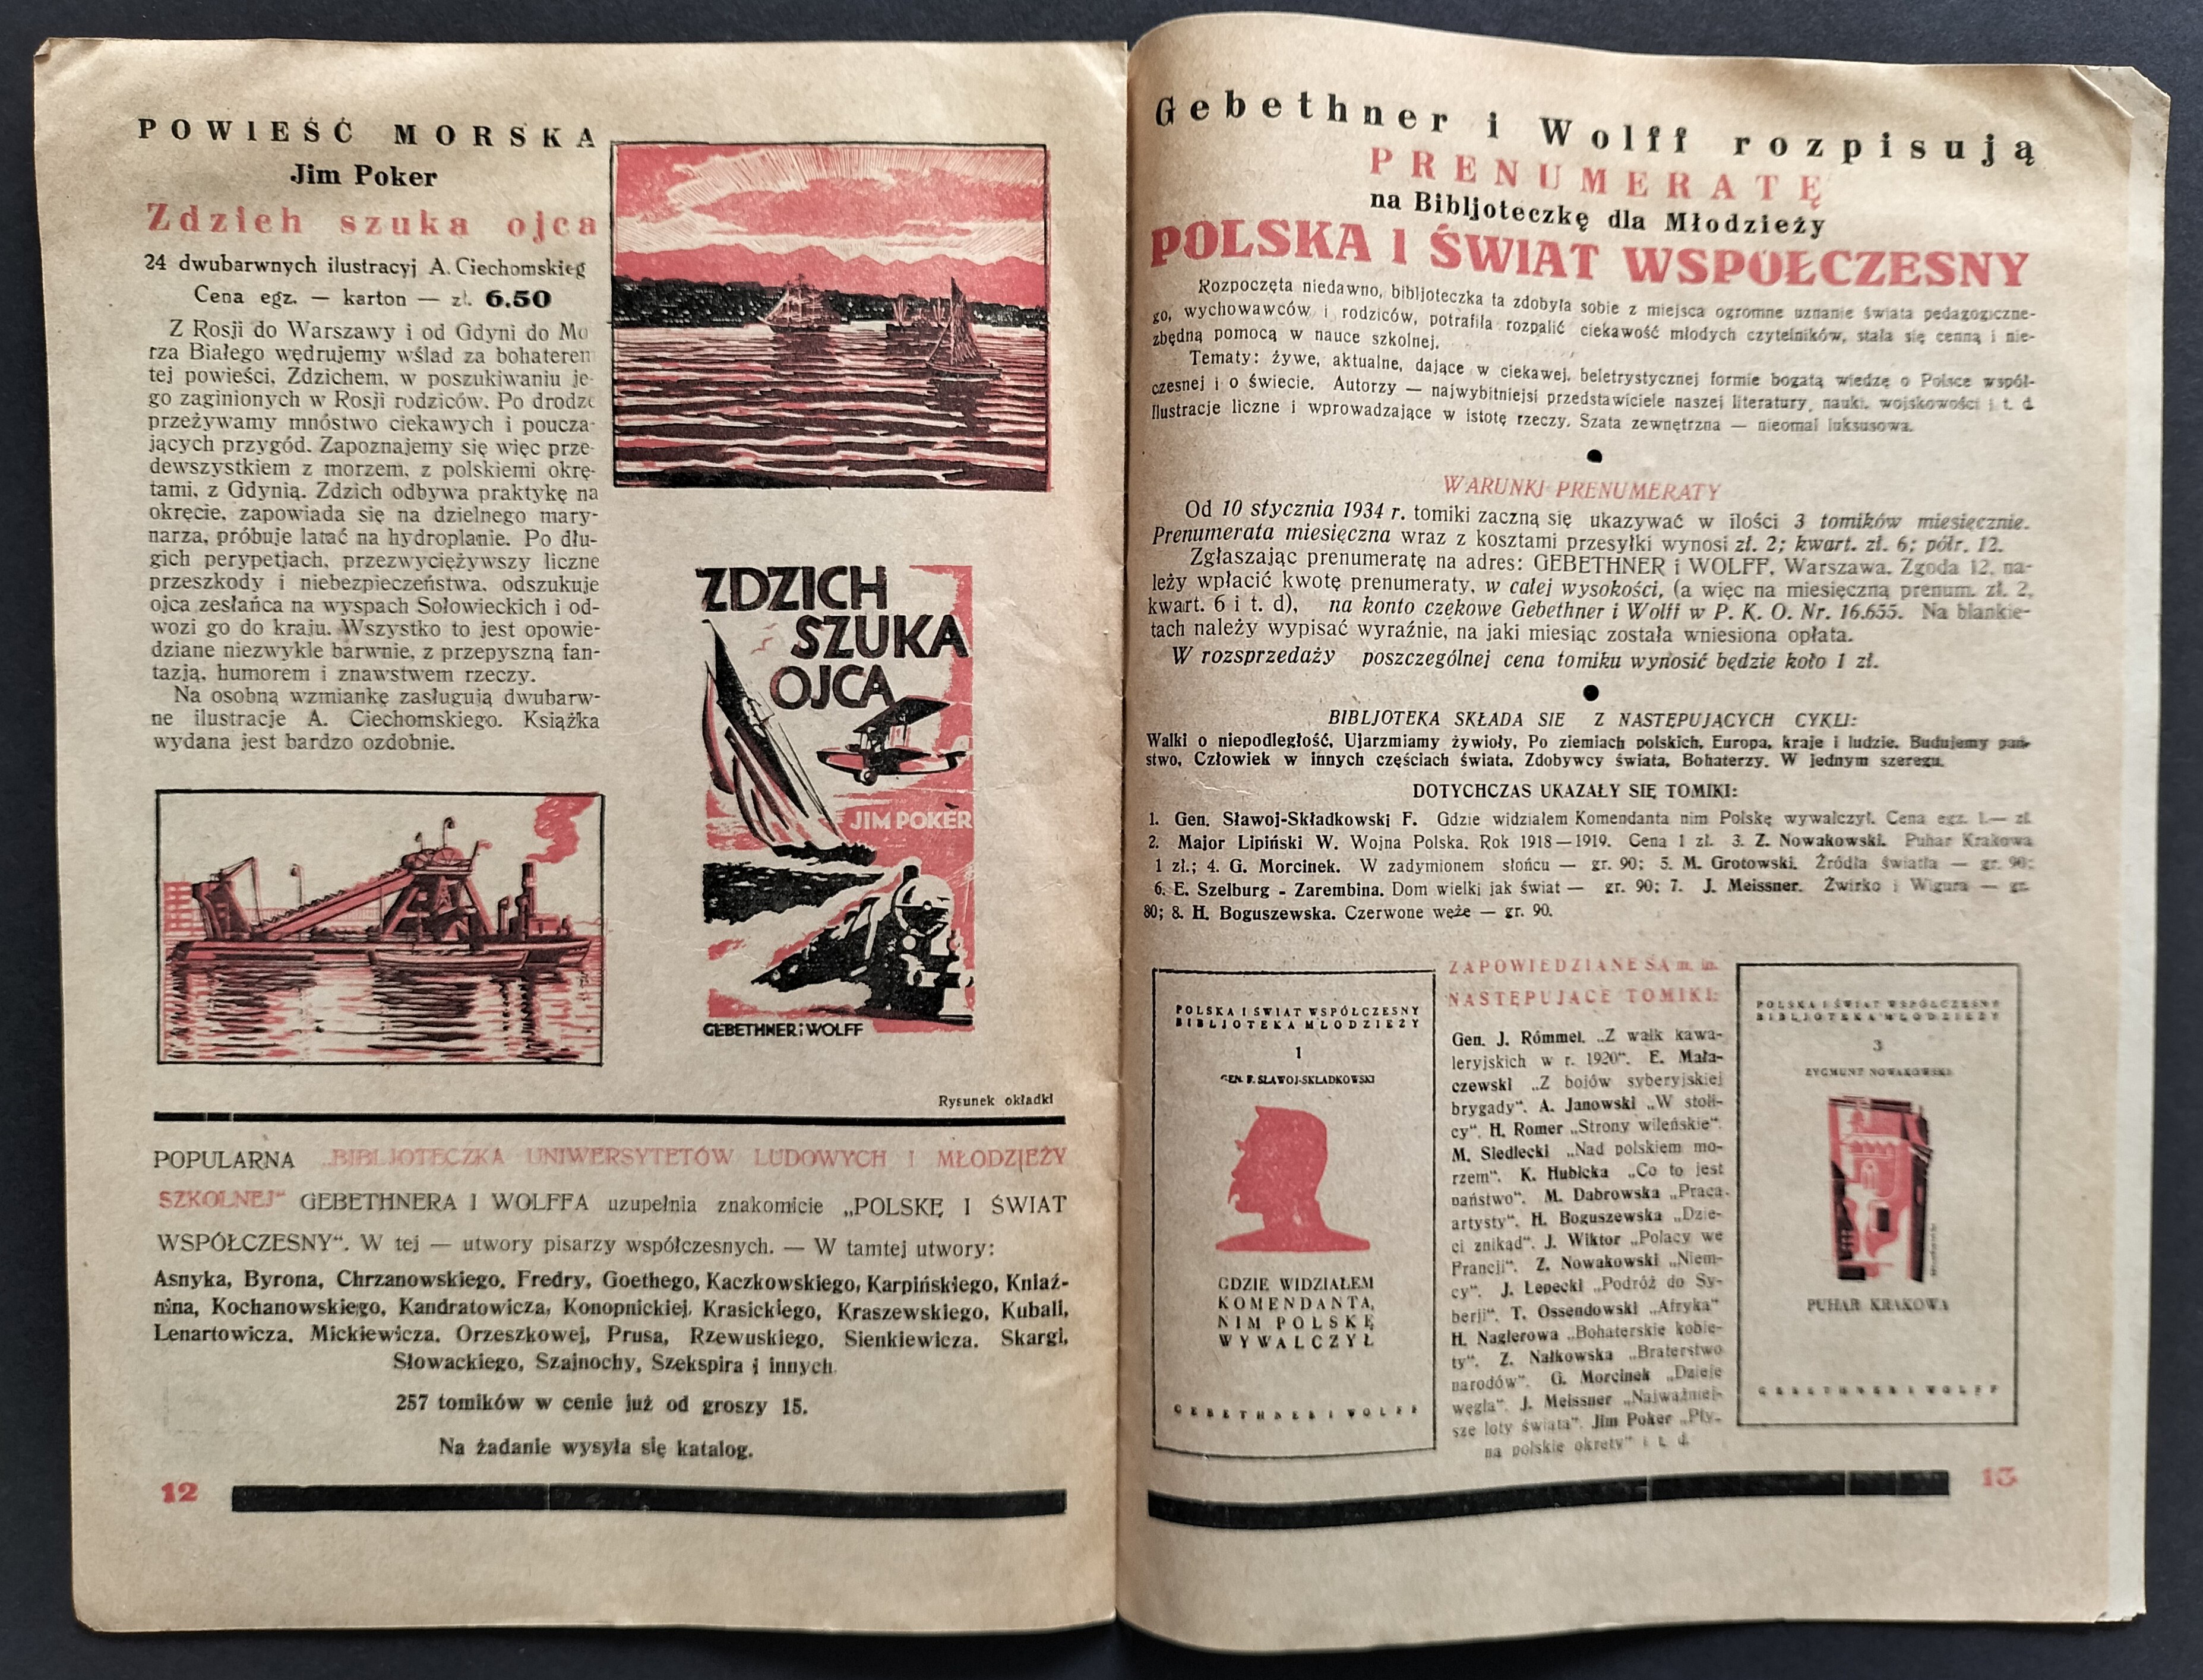 POWIEŚĆ MORSKA
Jim Poker
Zdzich szuka ojca
24 dwubarwnych ilustracyj A. Ciechomskieg
Cena egz. — karton — zł. 6.50
Z Rosji do Warszawy i od Gdyni do Mo
rza Białego wędrujemy wślad za bohaterem
tej powieści, Zdzichem, w poszukiwaniu je-
go zaginionych w Rosji rodziców. Po drodze
przeżywamy mnóstwo ciekawych i poucza-
jących przygód. Zapoznajemy się więc prze-
dewszystkiem z morzem, z polskiemi okrę-
tami, z Gdynią. Zdzich odbywa praktykę na
okręcie, zapowiada się na dzielnego mary-
narza, próbuje latać na hydroplanie. Po dłu-
gich perypetjach, przezwyciężywszy liczne
przeszkody i niebezpieczeństwa, odszukuje
ojca zesłańca na wyspach Sołowieckich i od-
wozi go do kraju. Wszystko to jest opowie-
dziane niezwykle barwnie, z przepyszną fan-
tazją, humorem i znawstwem rzeczy.
Na osobną wzmiankę zasługują dwubarw-
ne ilustracje A. Ciechomskiego. Książka
wydana jest bardzo ozdobnie.
ZDZICH
SZUKA
OJCA
JIM POKER
GEBETHNER i WOLFF
Rysunek okładki
POPULARNA „BIBLJOTECZKA UNIWERSYTETÓW LUDOWYCH I MŁODZIEŻY
SZKOLNEJ“ GEBETHNERA I WOLFFA uzupełnia znakomicie „POLSKĘ I ŚWIAT
WSPÓŁCZESNY“. W tej — utwory pisarzy współczesnych. — W tamtej utwory:
Asnyka, Byrona, Chrzanowskiego, Fredry, Goethego, Kaczkowskiego, Karpińskiego, Kniaź-
nina, Kochanowskiego, Kandratowicza, Konopnickiej, Krasickiego, Kraszewskiego, Kubali,
Lenartowicza, Mickiewicza, Orzeszkowej, Prusa, Rzewuskiego, Sienkiewicza, Skargi,
Słowackiego, Szajnochy, Szekspira i innych.
257 tomików w cenie już od groszy 15.
Na żadanie wysyła się katalog.
12
Gebethner i Wolff rozpisują
PRENUMERATĘ
na Bibljoteczkę dla Młodzieży
POLSKA I ŚWIAT WSPÓŁCZESNY
Rozpoczęta niedawno, bibljoteczka ta zdobyła sobie z miejsca ogromne uznanie świata pedagogiczne-
go, wychowawców i rodziców, potrafiła rozpalić ciekawość młodych czytelników, stała się cenną i nie-
zbędną pomocą w nauce szkolnej.
Tematy: żywe, aktualne, dające w ciekawej, beletrystycznej formie bogatą wiedzę o Polsce współ-
czesnej i o świecie. Autorzy — najwybitniejsi przedstawiciele naszej literatury, nauki, wojskowości i t. d.
Ilustracje liczne i wprowadzające w istotę rzeczy. Szata zewnętrzna — nieomal luksusowa.
WARUNKI PRENUMERATY
Od 10 stycznia 1934 r. tomiki zaczną się ukazywać w ilości 3 tomików miesięcznie.
Prenumerata miesięczna wraz z kosztami przesyłki wynosi zł. 2; kwart. zł. 6; półr. 12.
Zgłaszając prenumeratę na adres: GEBETHNER i WOLFF, Warszawa, Zgoda 12, na-
leży wpłacić kwotę prenumeraty, w całej wysokości, (a więc na miesięczną prenum. zł. 2,
kwart. 6 i t. d), na konto czekowe Gebethner i Wolff w P. K. O. Nr. 16.655. Na blankie-
tach należy wypisać wyraźnie, na jaki miesiąc została wniesiona opłata.
W rozsprzedaży poszczególnej cena tomiku wynosić będzie koło 1 zł.
BIBLJOTEKA SKŁADA SIE Z NASTĘPUJACYCH CYKLI:
Walki o niepodległość, Ujarzmiamy żywioły, Po ziemiach polskich, Europa, kraje i ludzie, Budujemy pań-
stwo, Człowiek w innych częściach świata, Zdobywcy świata, Bohaterzy, W jednym szeregu.
DOTYCHCZAS UKAZAŁY SIĘ TOMIKI:
1. Gen. Sławoj-Składkowski F. Gdzie widziałem Komendanta nim Polskę wywalczył. Cena egz. 1.— zł.
2. Major Lipiński W. Wojna Polska. Rok 1918—1919. Cena 1 zł. 3. Z. Nowakowski. Puhar Krakowa
1 zł.; 4. G. Morcinek. W zadymionem słońcu — gr. 90; 5. M. Grotowski. Źródła światła — gr. 90;
6. E. Szelburg - Zarembina. Dom wielki jak świat — gr. 90; 7. J. Meissner. Żwirko i Wigura — gr.
80; 8. H. Boguszewska. Czerwone węże — gr. 90.
POLSKA I ŚWIAT WSPÓŁCZESNY
BIBLJOTEKA MŁODZIEŻY
1
GEN. F. SŁAWOJ-SKŁADKOWSKI
GDZIE WIDZIAŁEM
KOMENDANTA,
NIM POLSKĘ
WYWALCZYŁ
GEBETHNER I WOLFF
ZAPOWIEDZIANE SĄ m. in.
NASTĘPUJĄCE TOMIKI:
Gen. J. Rómmel. „Z walk kawa-
leryjskich w r. 1920“. E. Mała-
czewski „Z bojów syberyjskiej
brygady“. A. Janowski „W stoli-
cy“. H. Romer „Strony wileńskie“.
M. Siedlecki „Nad polskiem mo-
rzem“. K. Hubicka „Co to jest
państwo“. M. Dabrowska „Praca
artysty“. H. Boguszewska „Dzie-
ci znikąd“. J. Wiktor „Polacy we
Francji“. Z. Nowakowski „Niem-
cy“. J. Lepecki „Podróż do Sy-
berji“. T. Ossendowski „Afryka“
H. Naglerowa „Bohaterskie kobie-
ty“. Z. Nałkowska „Braterstwo
narodów“. G. Morcinek „Dzieje
węgla“. J. Meissner „Najważniej-
sze loty świata“. Jim Poker „Pły-
na polskie okręty“ i t. d.
POLSKA I ŚWIAT WSPÓŁCZESNY
BIBLJOTEKA MŁODZIEŻY
3
ZYGMUNT NOWAKOWSKI
PUHAR KRAKOWA
GEBETHNER I WOLFF
13